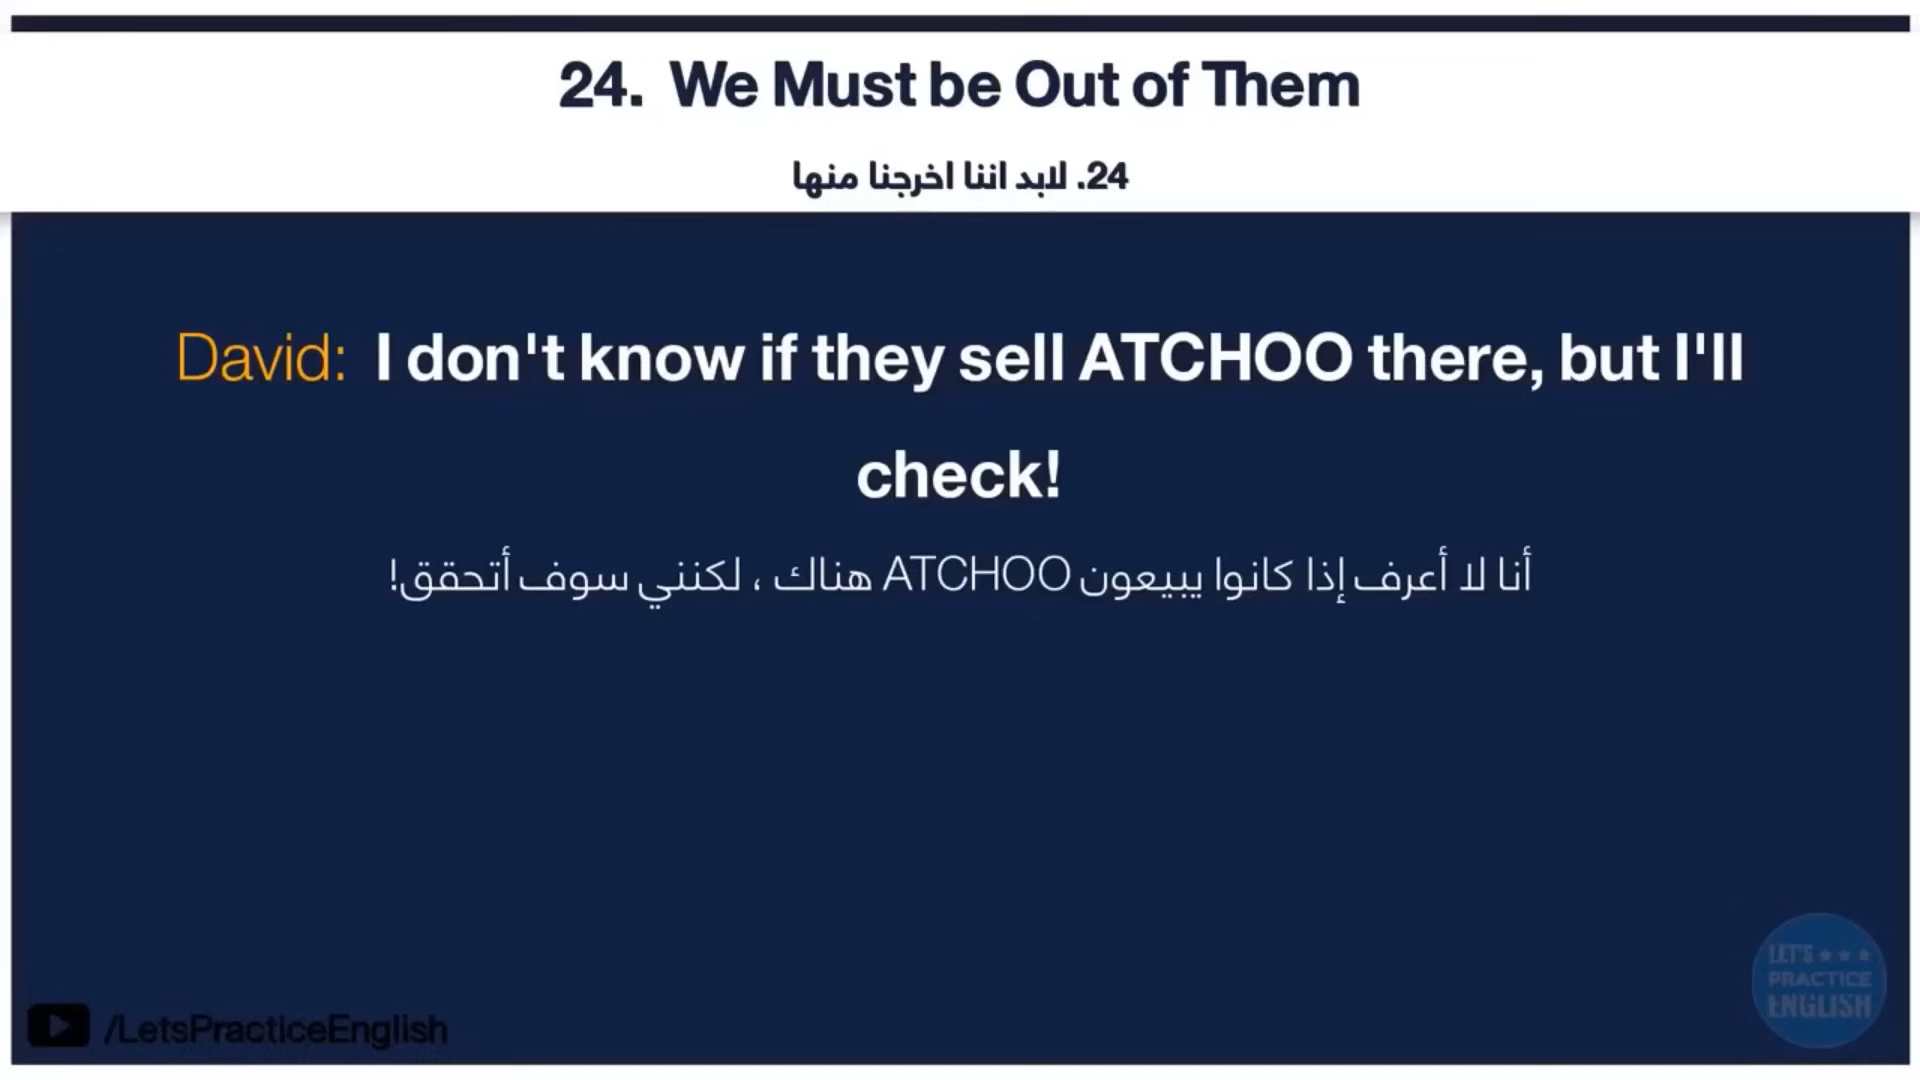 24. We Must be Out of Them
24. لابد اننا اخرجنا منها
David: I don't know if they sell ATCHOO there, but I'll
check!
أنا لا أعرف إذا كانوا يبيعون ATCHOO هناك ، لكنني سوف أتحقق!
LET'S
PRACTICE
ENGLISH
/LetsPracticeEnglish